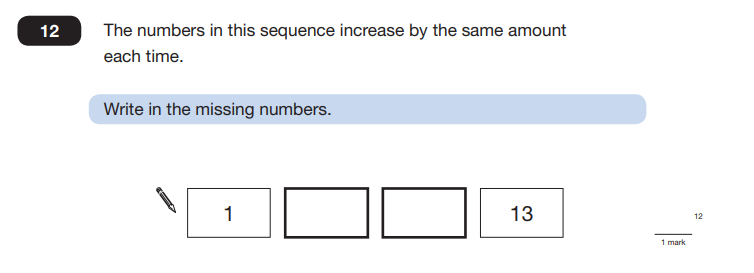 12
The numbers in this sequence increase by the same amount
each time.
Write in the missing numbers.
1
13
12
1 mark